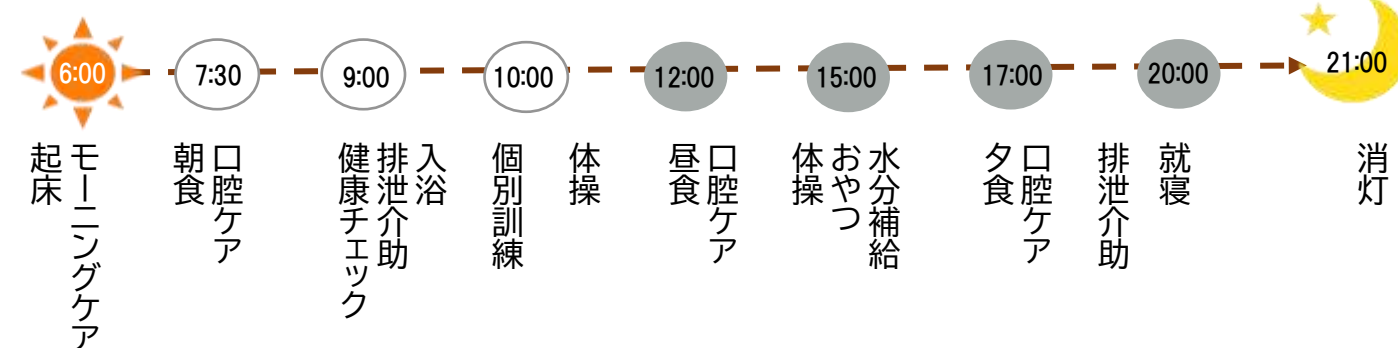 6:00
7:30
9:00
10:00
12:00
15:00
17:00
20:00
21:00
モーニングケア
起床
口腔ケア
朝食
入浴
排泄介助
健康チェック
個別訓練
体操
口腔ケア
昼食
水分補給
おやつ
体操
口腔ケア
夕食
排泄介助
就寝
消灯